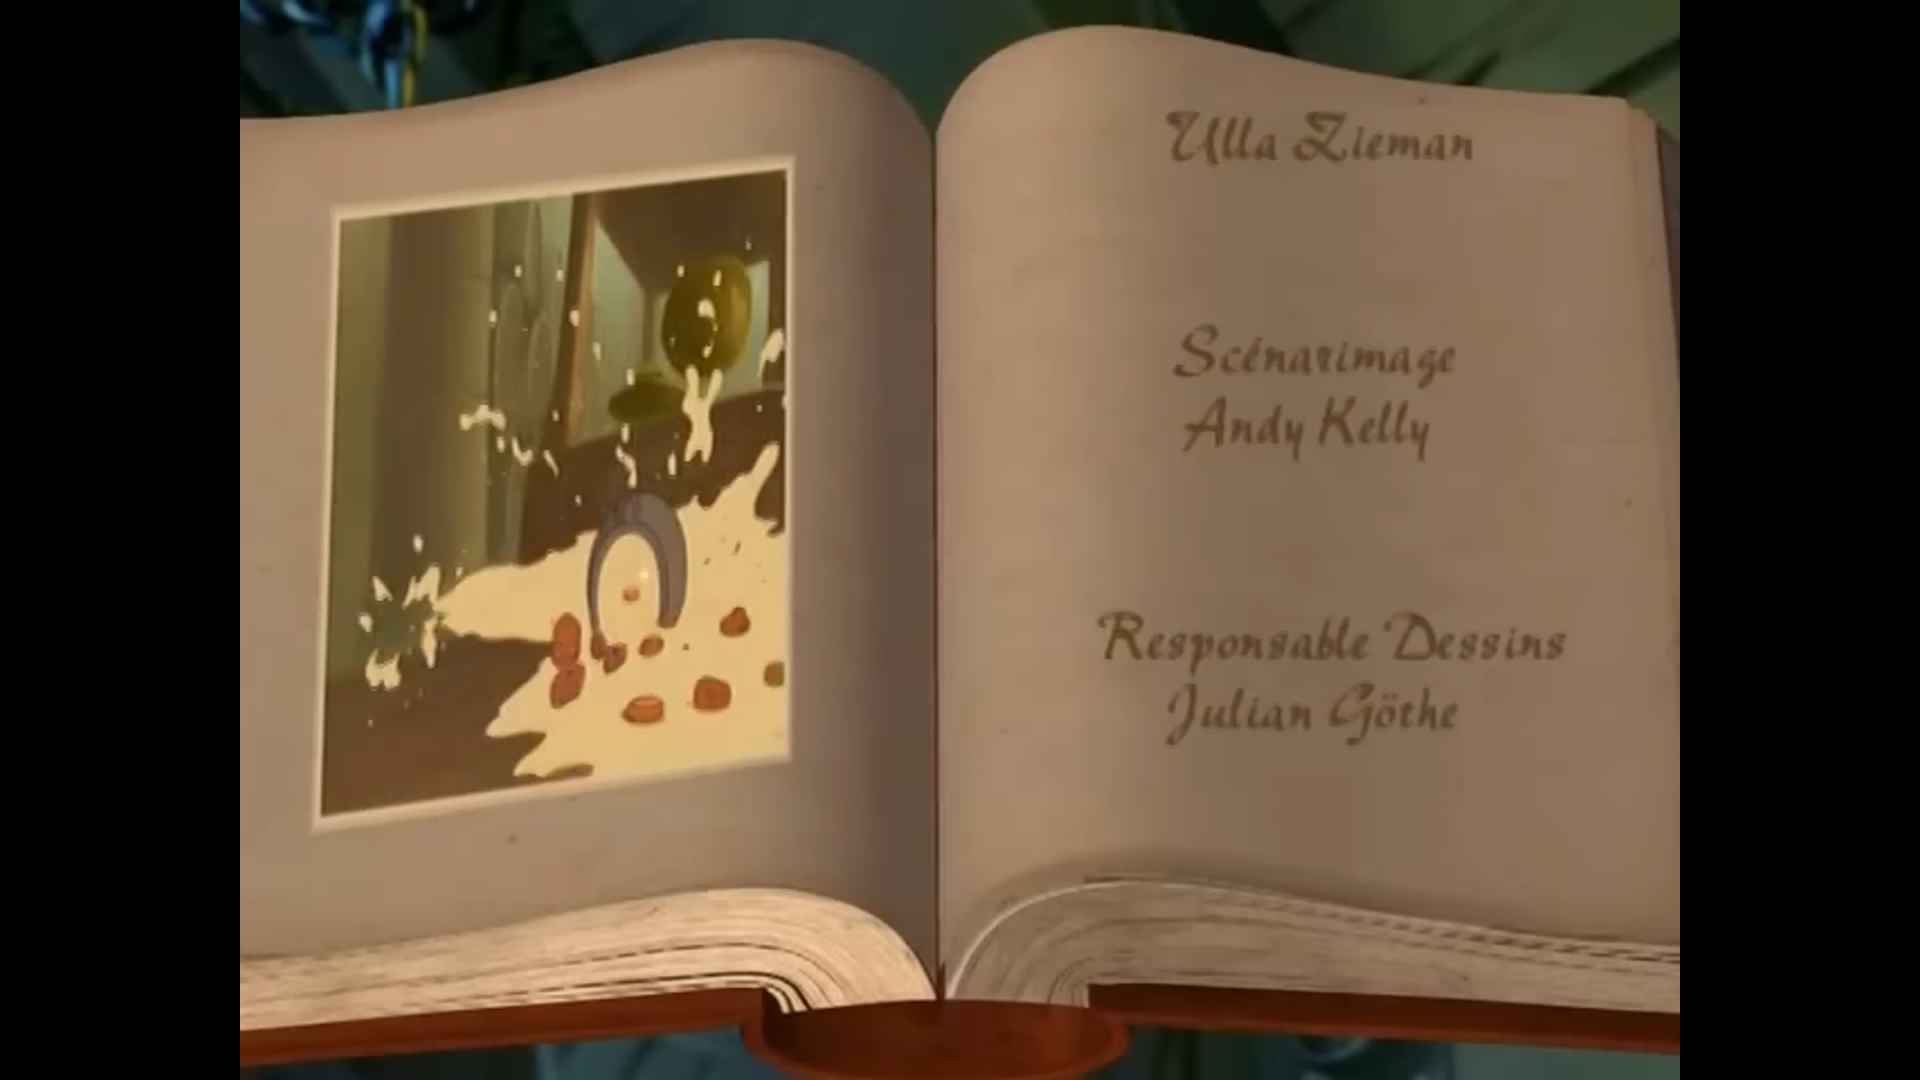 Ulla Zieman
Scénarimage
Andy Kelly
Responsable Dessins
Julian Göthe